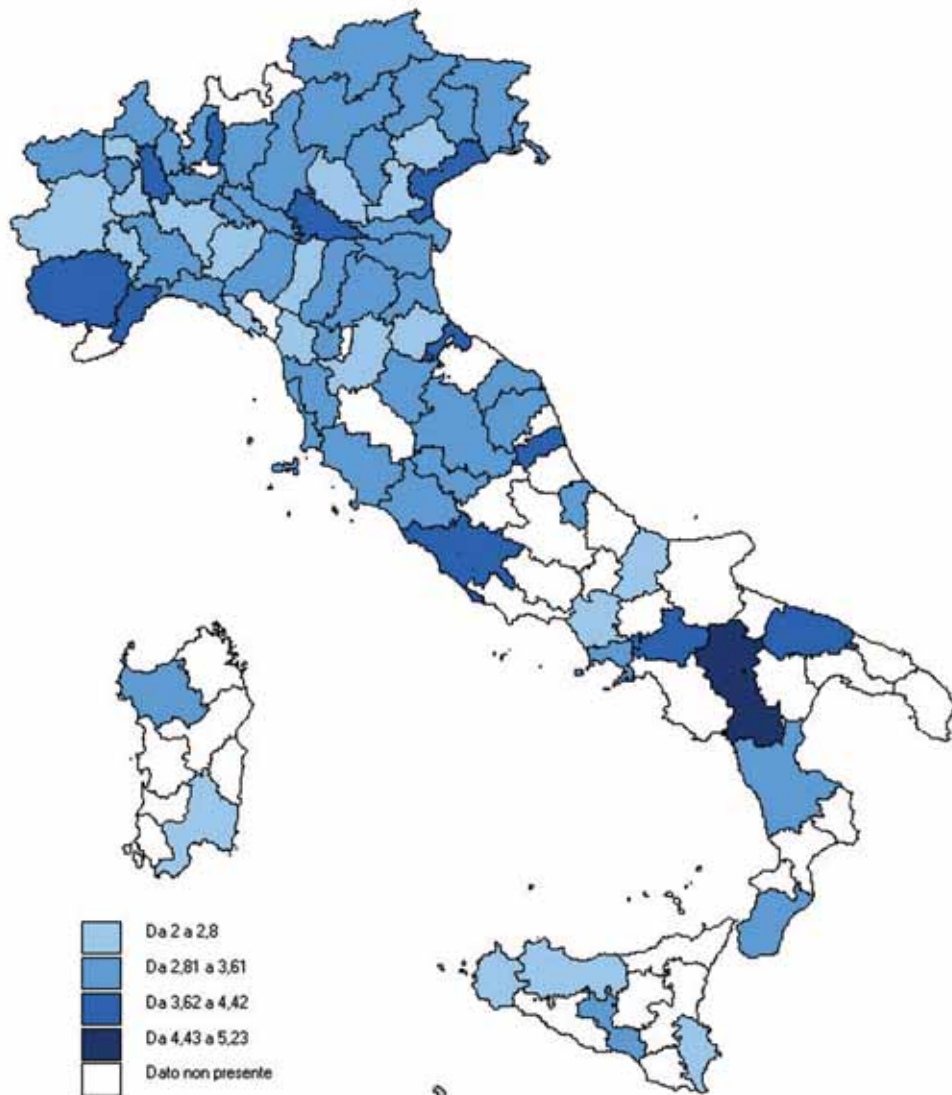 Da 2 a 2,8
Da 2,81 a 3,61
Da 3,62 a 4,42
Da 4,43 a 5,23
Dato non presente